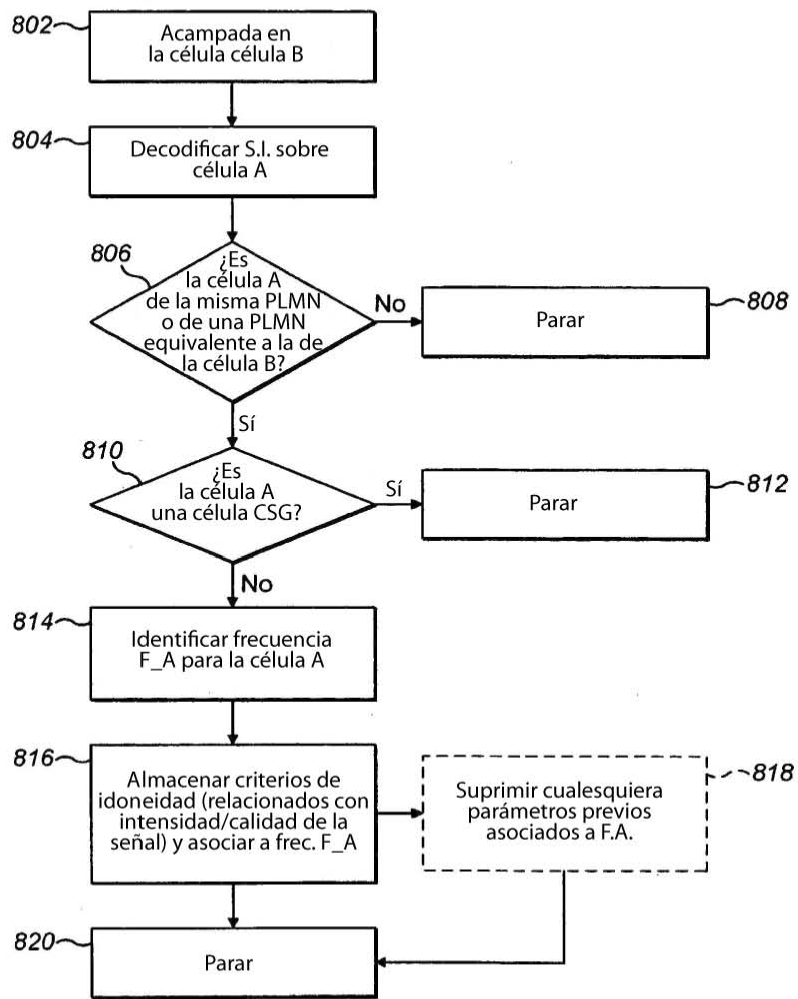 802
Acampada en
la célula célula B
804
Decodificar S.I. sobre
célula A
806
¿Es
la célula A
de la misma PLMN
o de una PLMN
equivalente a la de
la célula B?
No
Parar
808
Sí
810
¿Es
la célula A
una célula CSG?
Sí
Parar
812
No
814
Identificar frecuencia
F_A para la célula A
816
Almacenar criterios de
idoneidad (relacionados con
intensidad/calidad de la
señal) y asociar a frec. F_A
Suprimir cualesquiera
parámetros previos
asociados a F.A.
818
820
Parar